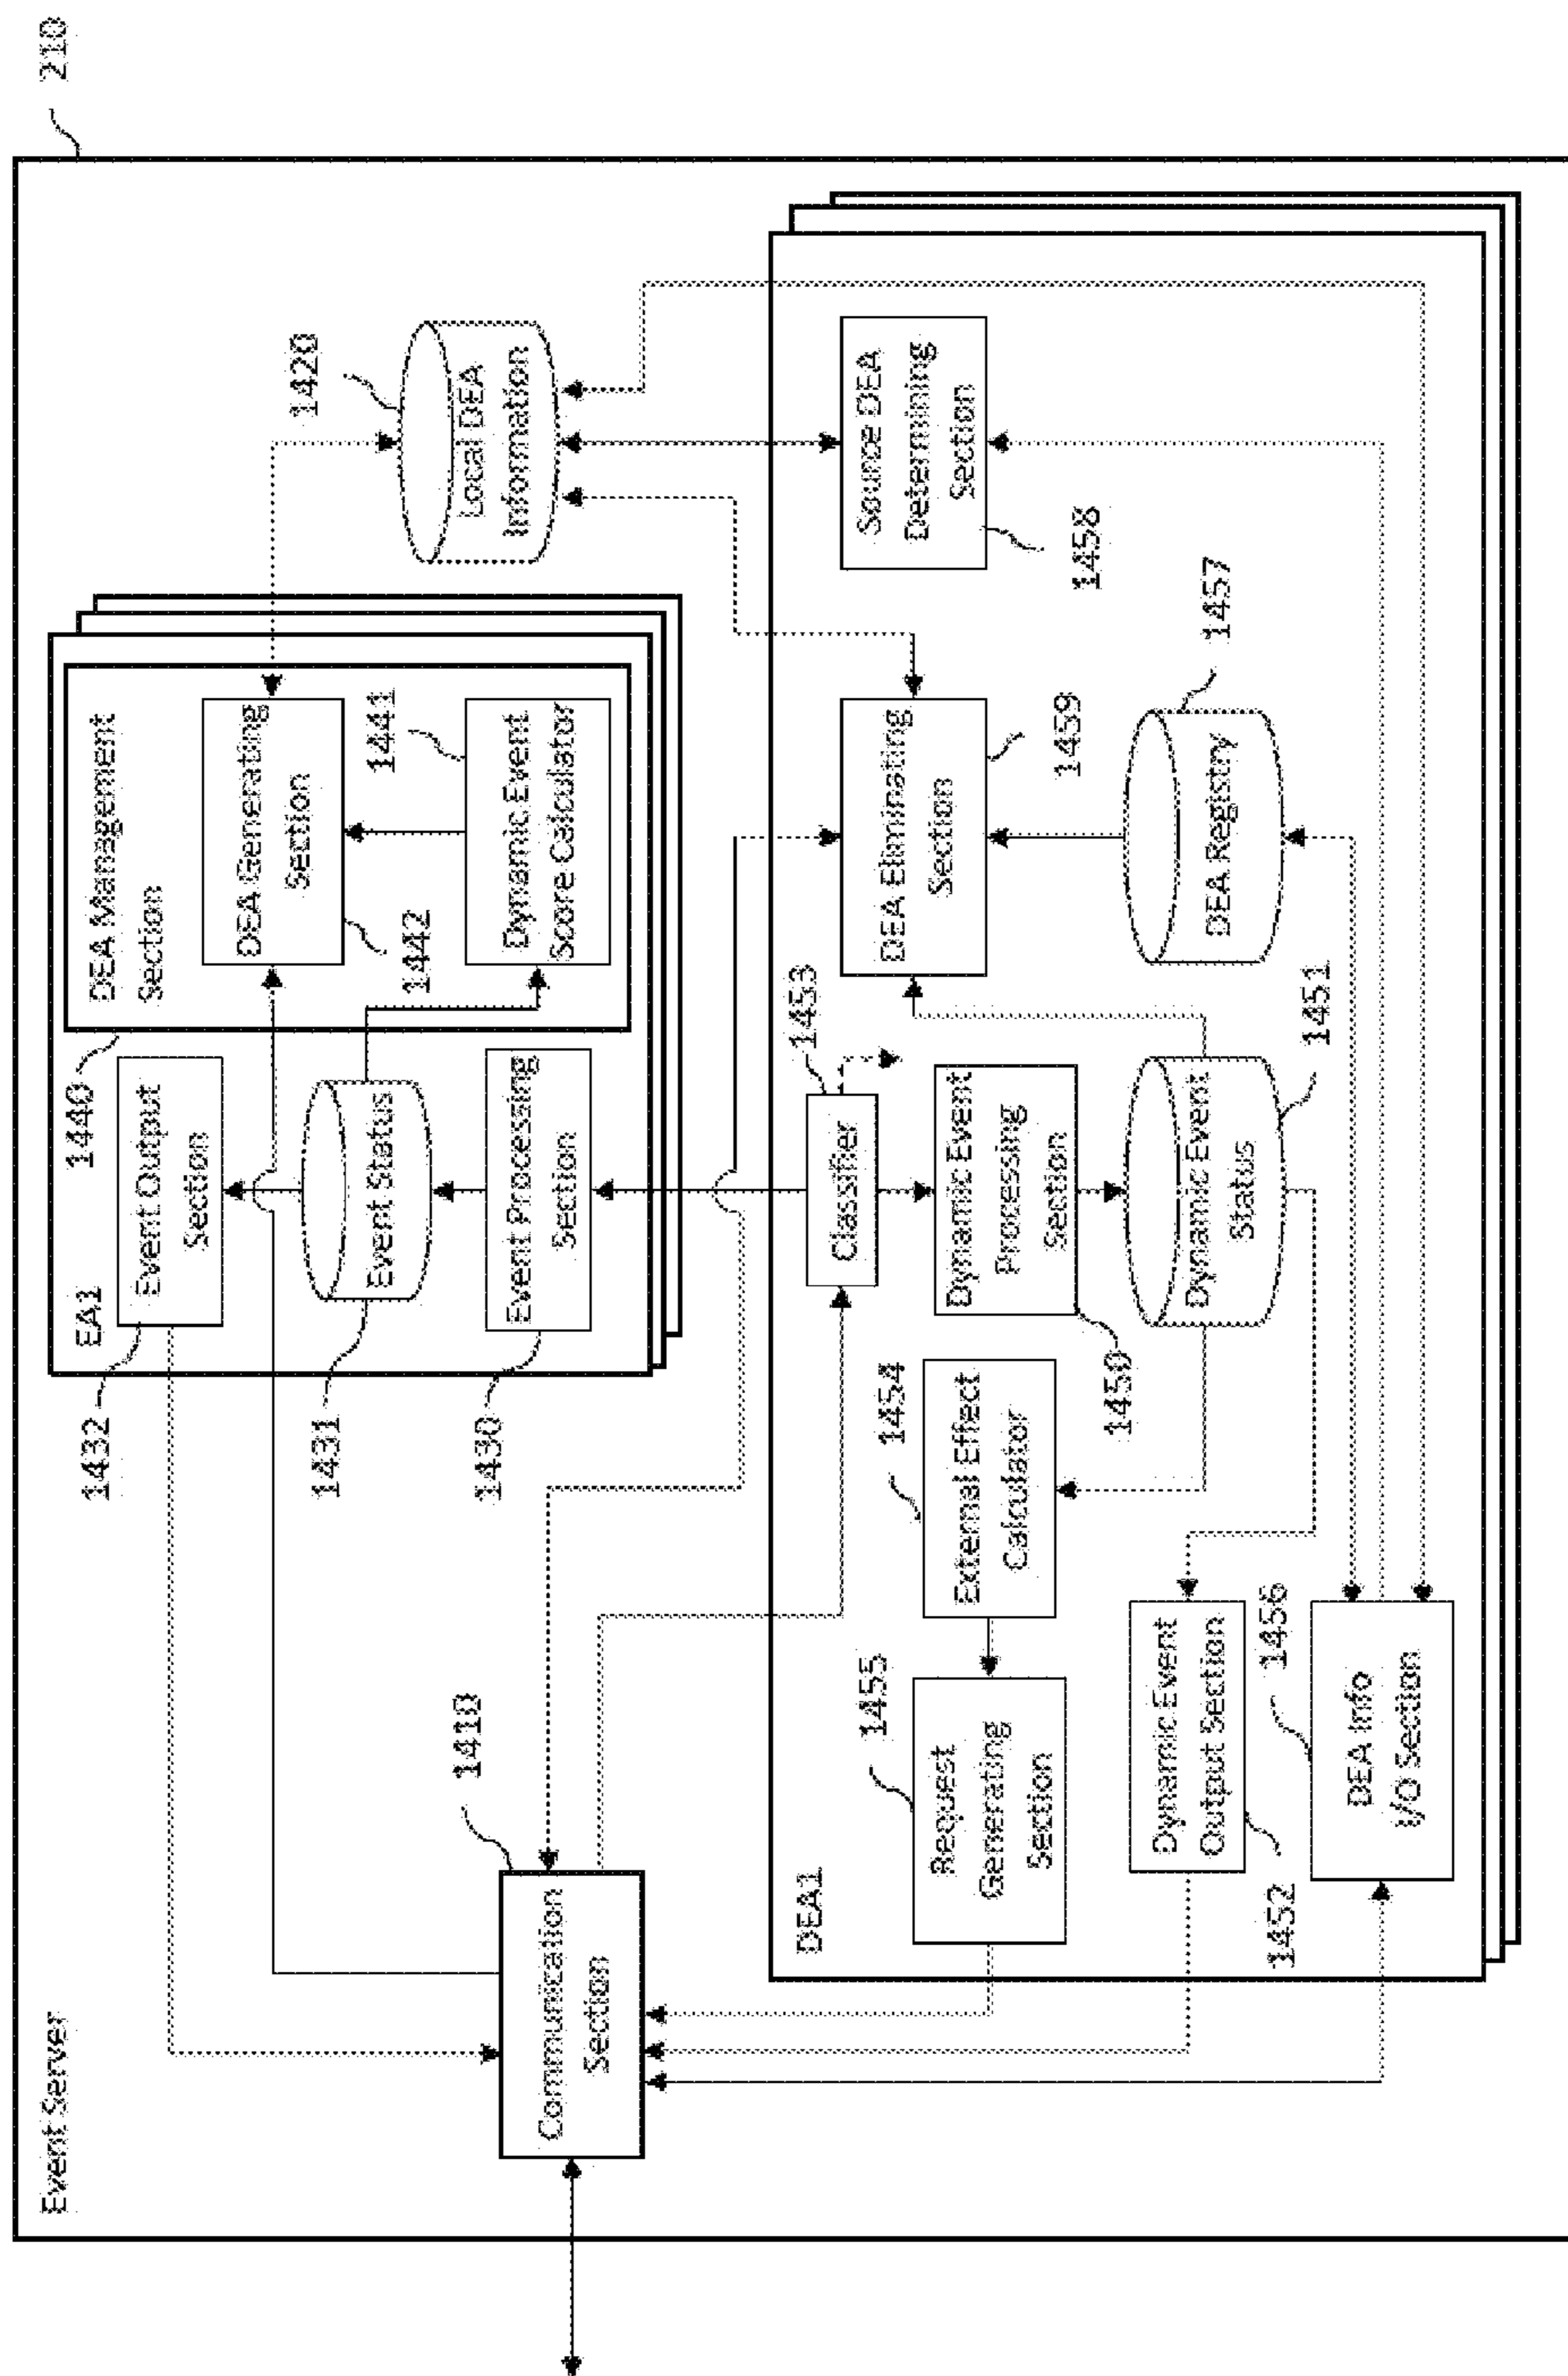 Event Server
210
Communication
Section
1410
EA1
Event Output
Section
1432
Event Status
1431
Event Processing
Section
1430
DEA Management
Section
1440
DEA Generating
Section
1442
Dynamic Event
Score Calculator
1441
Local DEA
Information
1420
DEA1
Classifier
1453
Request
Generating
Section
1455
External Effect
Calculator
1454
Dynamic Event
Processing
Section
1450
Dynamic Event
Status
1451
Dynamic Event
Output Section
1452
DEA Info
I/O Section
1456
DEA Eliminating
Section
1459
DEA Registry
1457
Source DEA
Determining
Section
1458